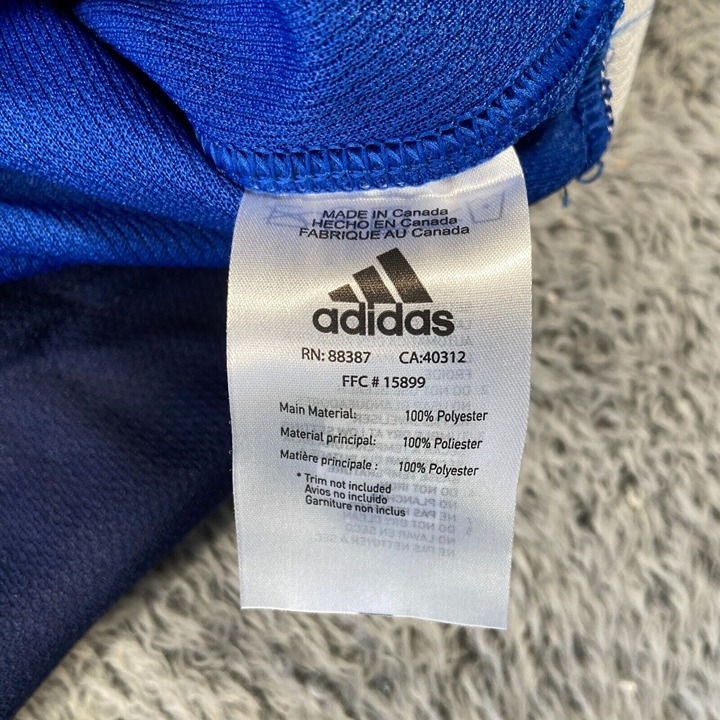 MADE IN Canada
HECHO EN Canada
FABRIQUE AU Canada
adidas
RN: 88387 CA:40312
FFC # 15899
Main Material: 100% Polyester
Material principal: 100% Poliester
Matière principale : 100% Polyester
* Trim not included
Avios no incluido
Garniture non inclus